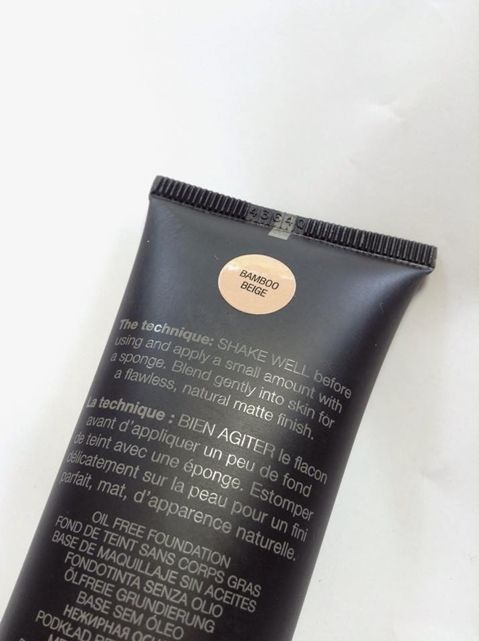 BAMBOO
BEIGE
The technique: SHAKE WELL before
using and apply a small amount with
a sponge. Blend gently into skin for
a flawless, natural matte finish.
La technique : BIEN AGITER le flacon
avant d'appliquer un peu de fond
de teint avec une éponge. Estomper
délicatement sur la peau pour un fini
parfait, mat, d'apparence naturelle.
OIL FREE FOUNDATION
FOND DE TEINT SANS CORPS GRAS
BASE DE MAQUILLAJE SIN ACEITES
FONDOTINTA SENZA OLIO
ÖLFREIE GRUNDIERUNG
BASE SEM ÓLEO
НЕЖИРНАЯ
PODKŁAD